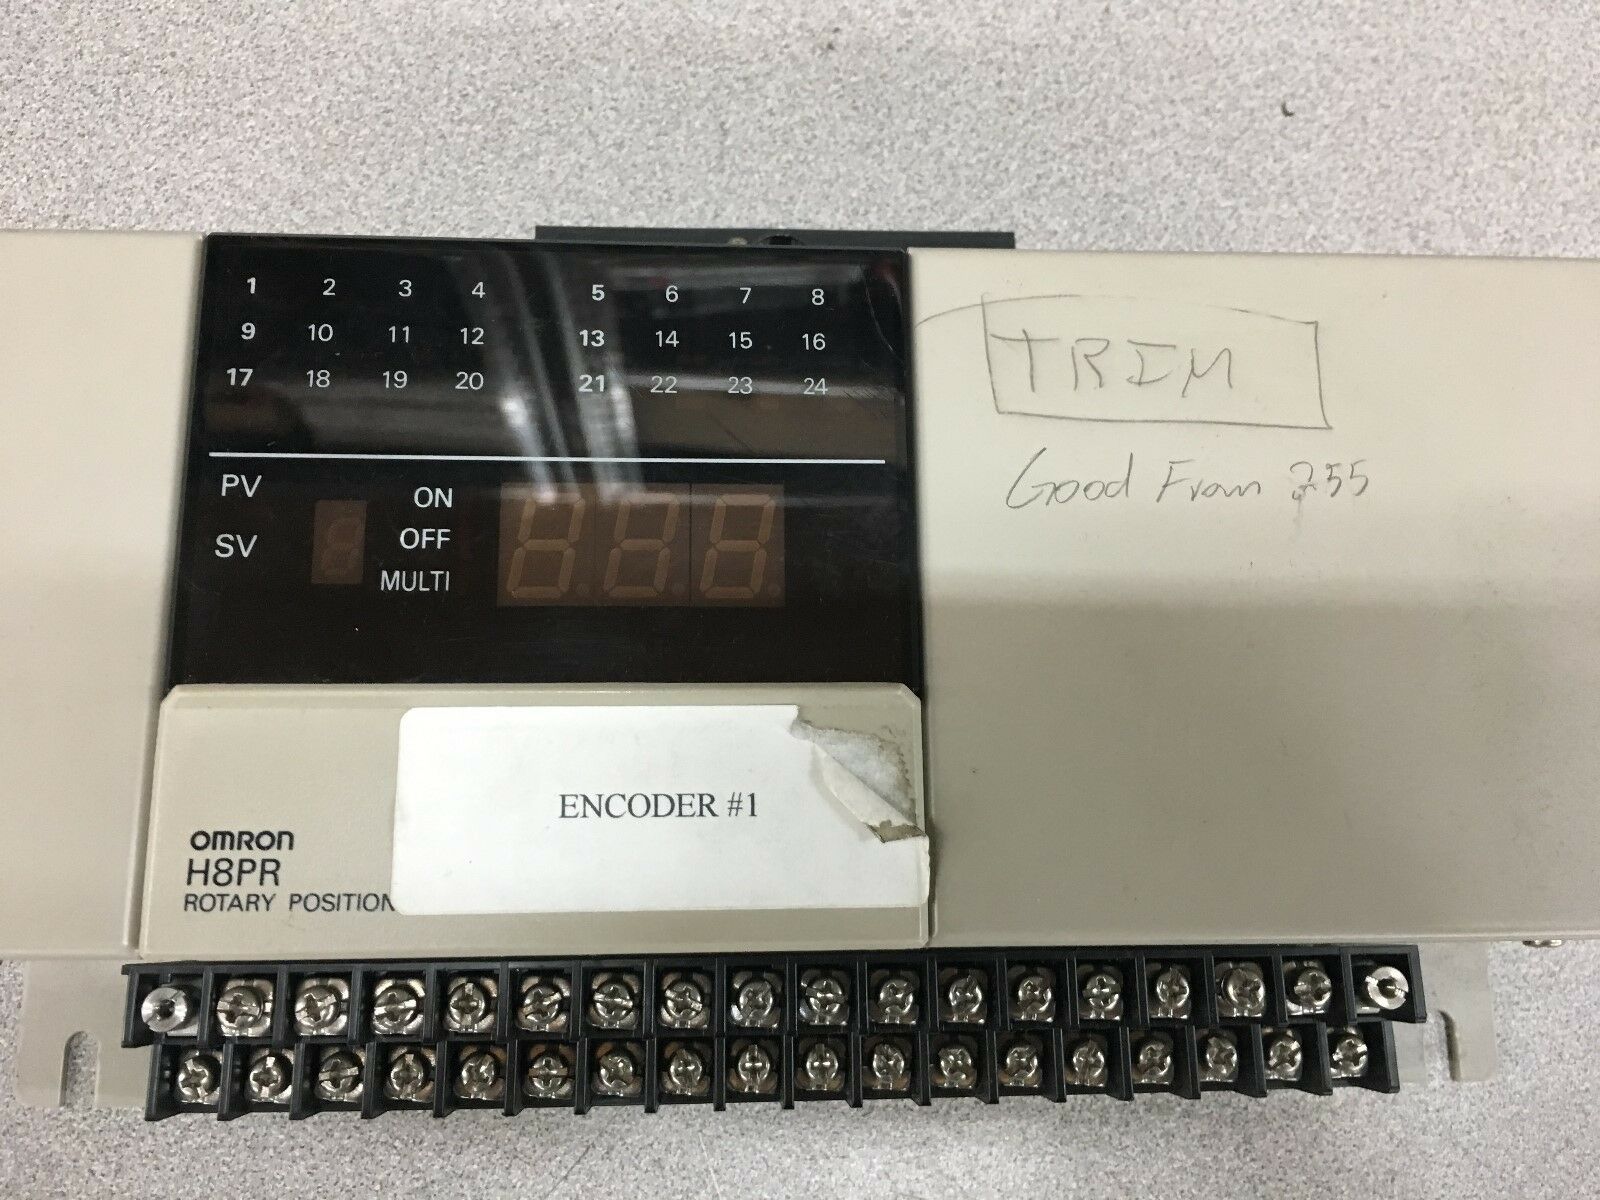 1 2 3 4 5 6 7 8
9 10 11 12 13 14 15 16
17 18 19 20 21 22 23 24
PV
SV
ON
OFF
MULTI
TRIM
Good From 255
ENCODER #1
OMRON
H8PR
ROTARY POSITION